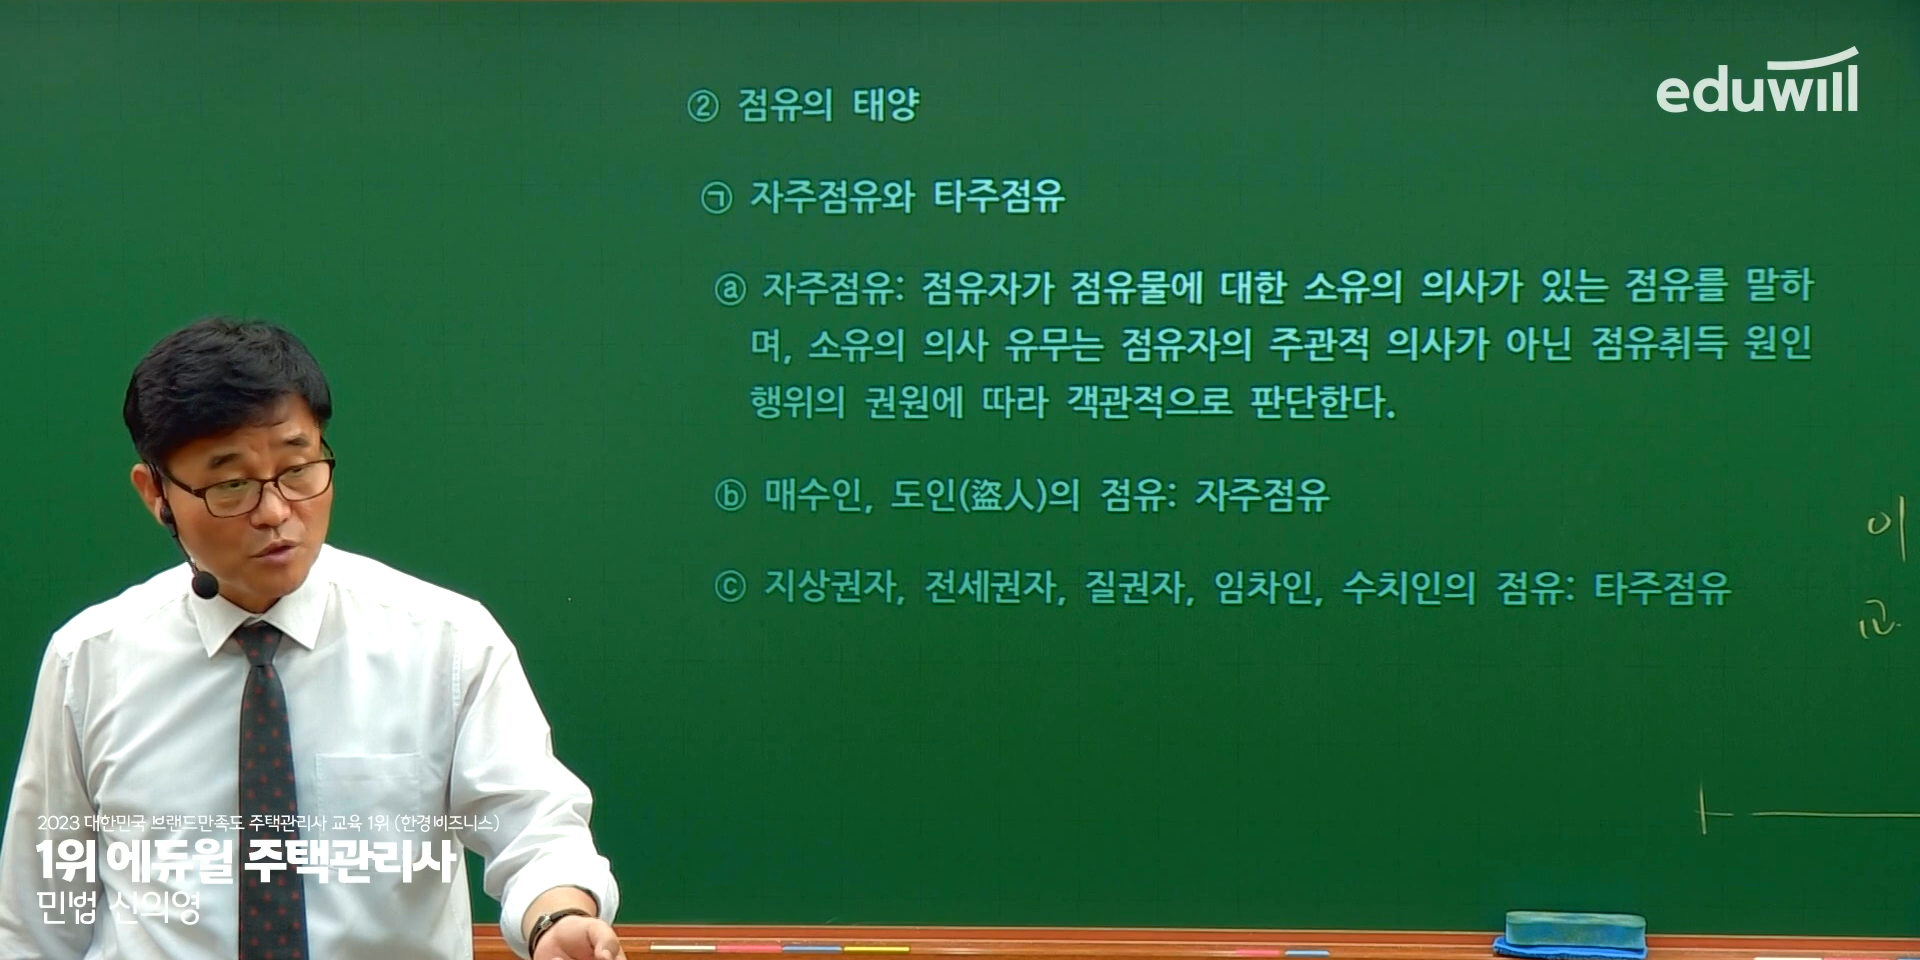 eduwill
② 점유의 태양
㉠ 자주점유와 타주점유
ⓐ 자주점유: 점유자가 점유물에 대한 소유의 의사가 있는 점유를 말하
며, 소유의 의사 유무는 점유자의 주관적 의사가 아닌 점유취득 원인
행위의 권원에 따라 객관적으로 판단한다.
ⓑ 매수인, 도인(盜人)의 점유: 자주점유
ⓒ 지상권자, 전세권자, 질권자, 임차인, 수치인의 점유: 타주점유
이
교
2023 대한민국 브랜드만족도 주택관리사 교육 1위 (한경비즈니스)
1위 에듀윌 주택관리사
민법 신의영